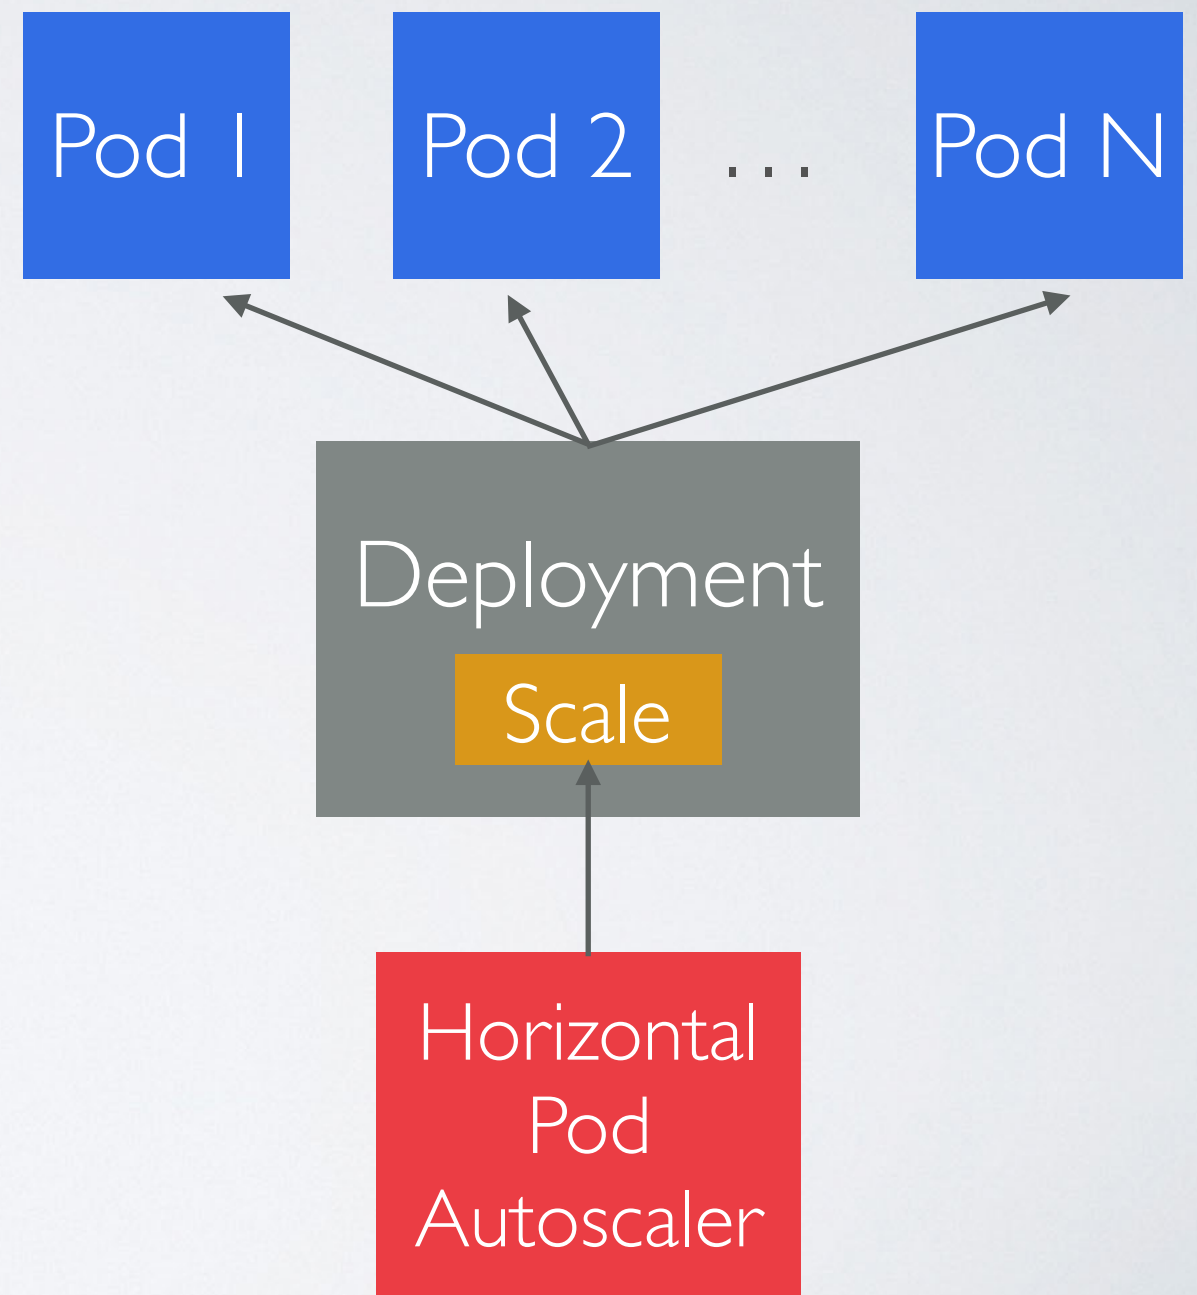 Pod 1
Pod 2
...
Pod N
Deployment
Scale
Horizontal
Pod
Autoscaler